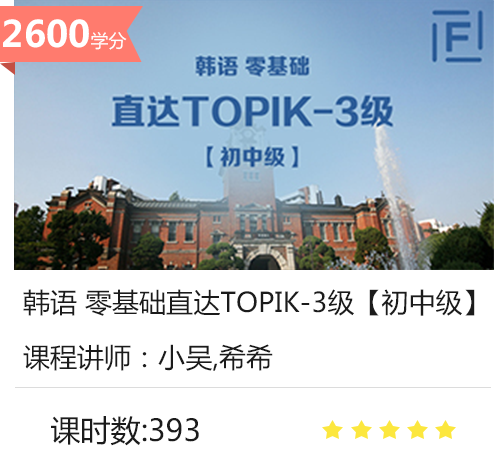 2600学分
F
韩语 零基础
直达TOPIK-3级
【初中级】
韩语 零基础直达TOPIK-3级【初中级】
课程讲师：小吴,希希
课时数:393